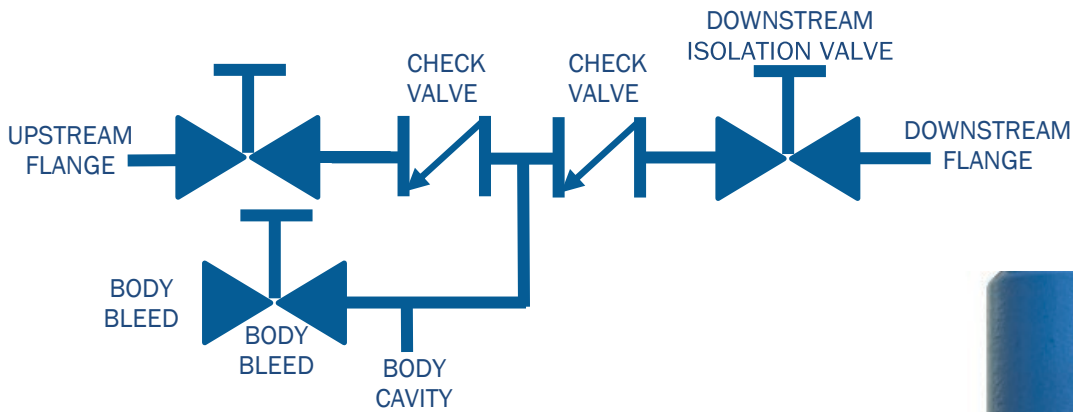 DOWNSTREAM
ISOLATION VALVE
CHECK
VALVE
CHECK
VALVE
UPSTREAM
FLANGE
DOWNSTREAM
FLANGE
BODY
BLEED
BODY
BLEED
BODY
CAVITY